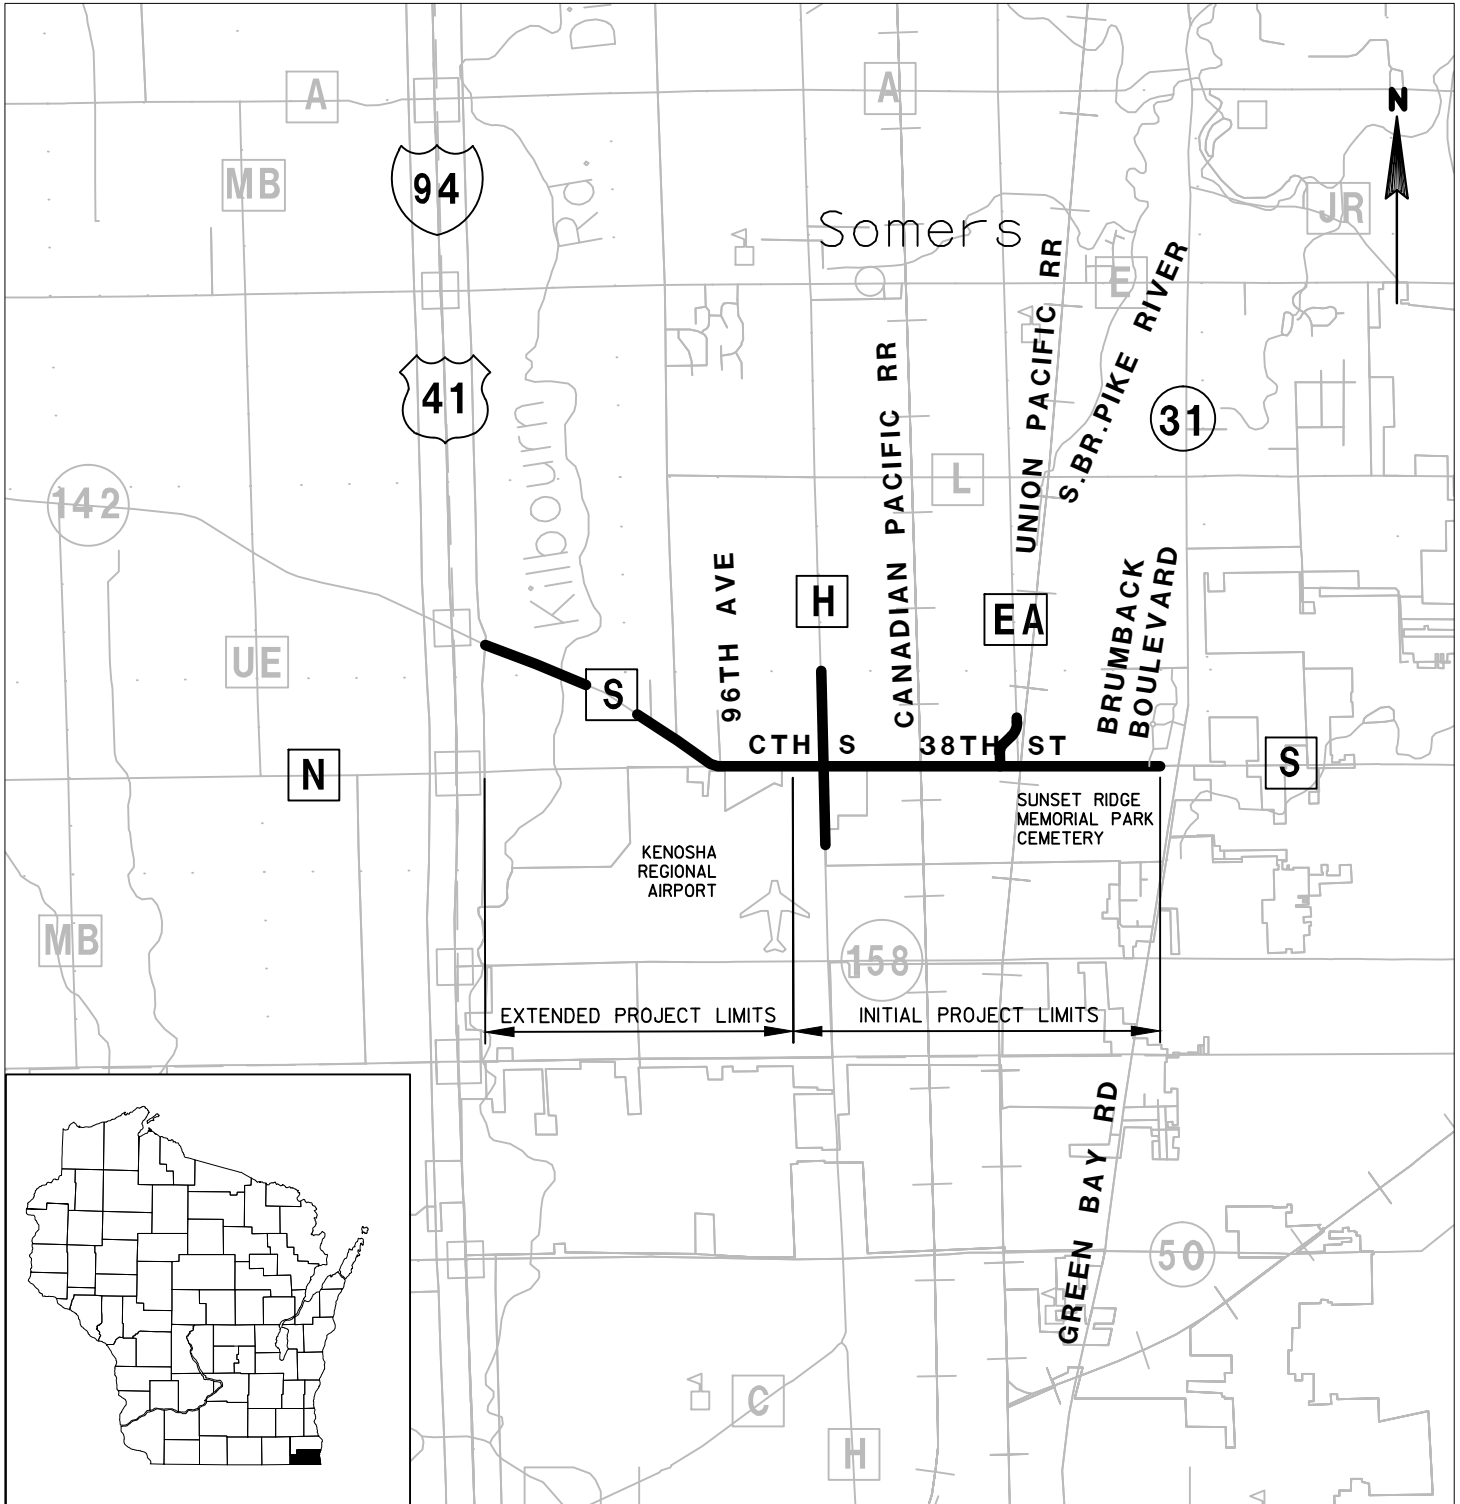 A
A
N
MB
94
Rd
JR
Somers
E
UNION PACIFIC RR
S.BR.PIKE RIVER
CANADIAN PACIFIC RR
41
31
Kilbourn
142
L
96TH AVE
H
EA
BRUMBACK
BOULEVARD
UE
S
CTH S
38TH ST
N
S
SUNSET RIDGE
MEMORIAL PARK
CEMETERY
KENOSHA
REGIONAL
AIRPORT
MB
158
EXTENDED PROJECT LIMITS
INITIAL PROJECT LIMITS
GREEN BAY RD
50
C
H